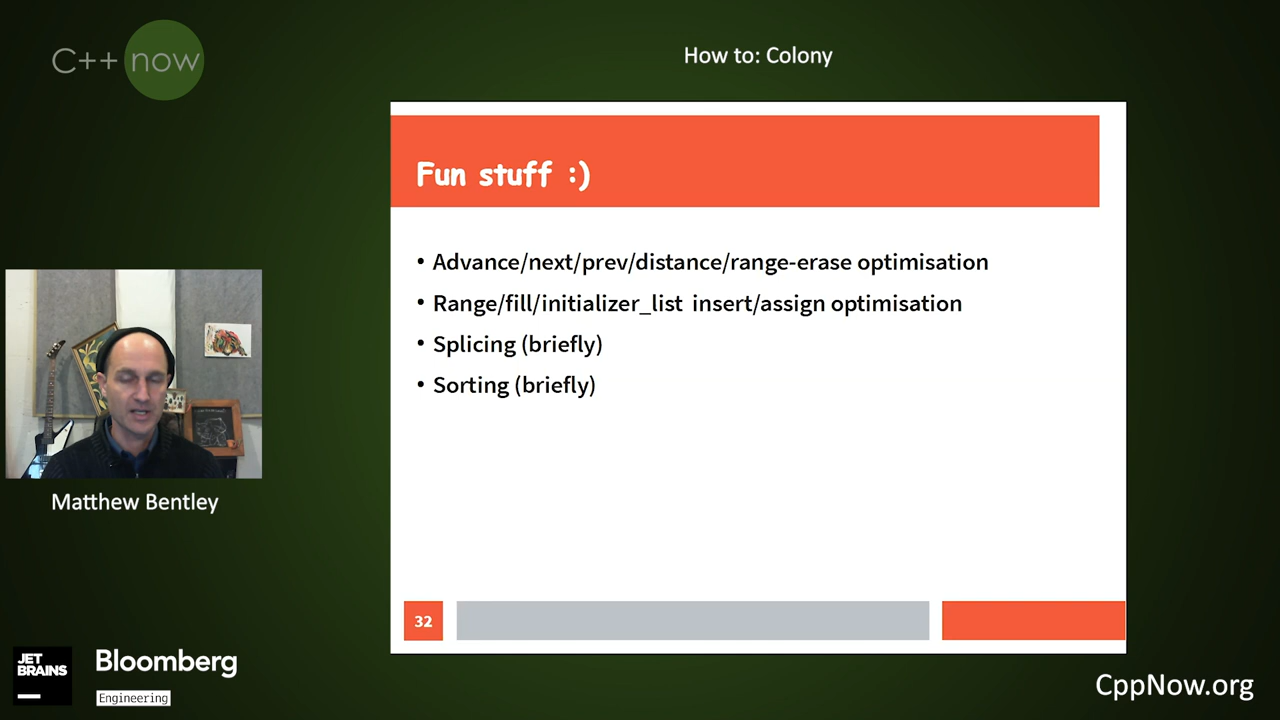 C++ now
How to: Colony
Fun stuff :)
• Advance/next/prev/distance/range-erase optimisation
• Range/fill/initializer_list insert/assign optimisation
• Splicing (briefly)
• Sorting (briefly)
Matthew Bentley
32
JET
BRAINS
Bloomberg
Engineering
CppNow.org